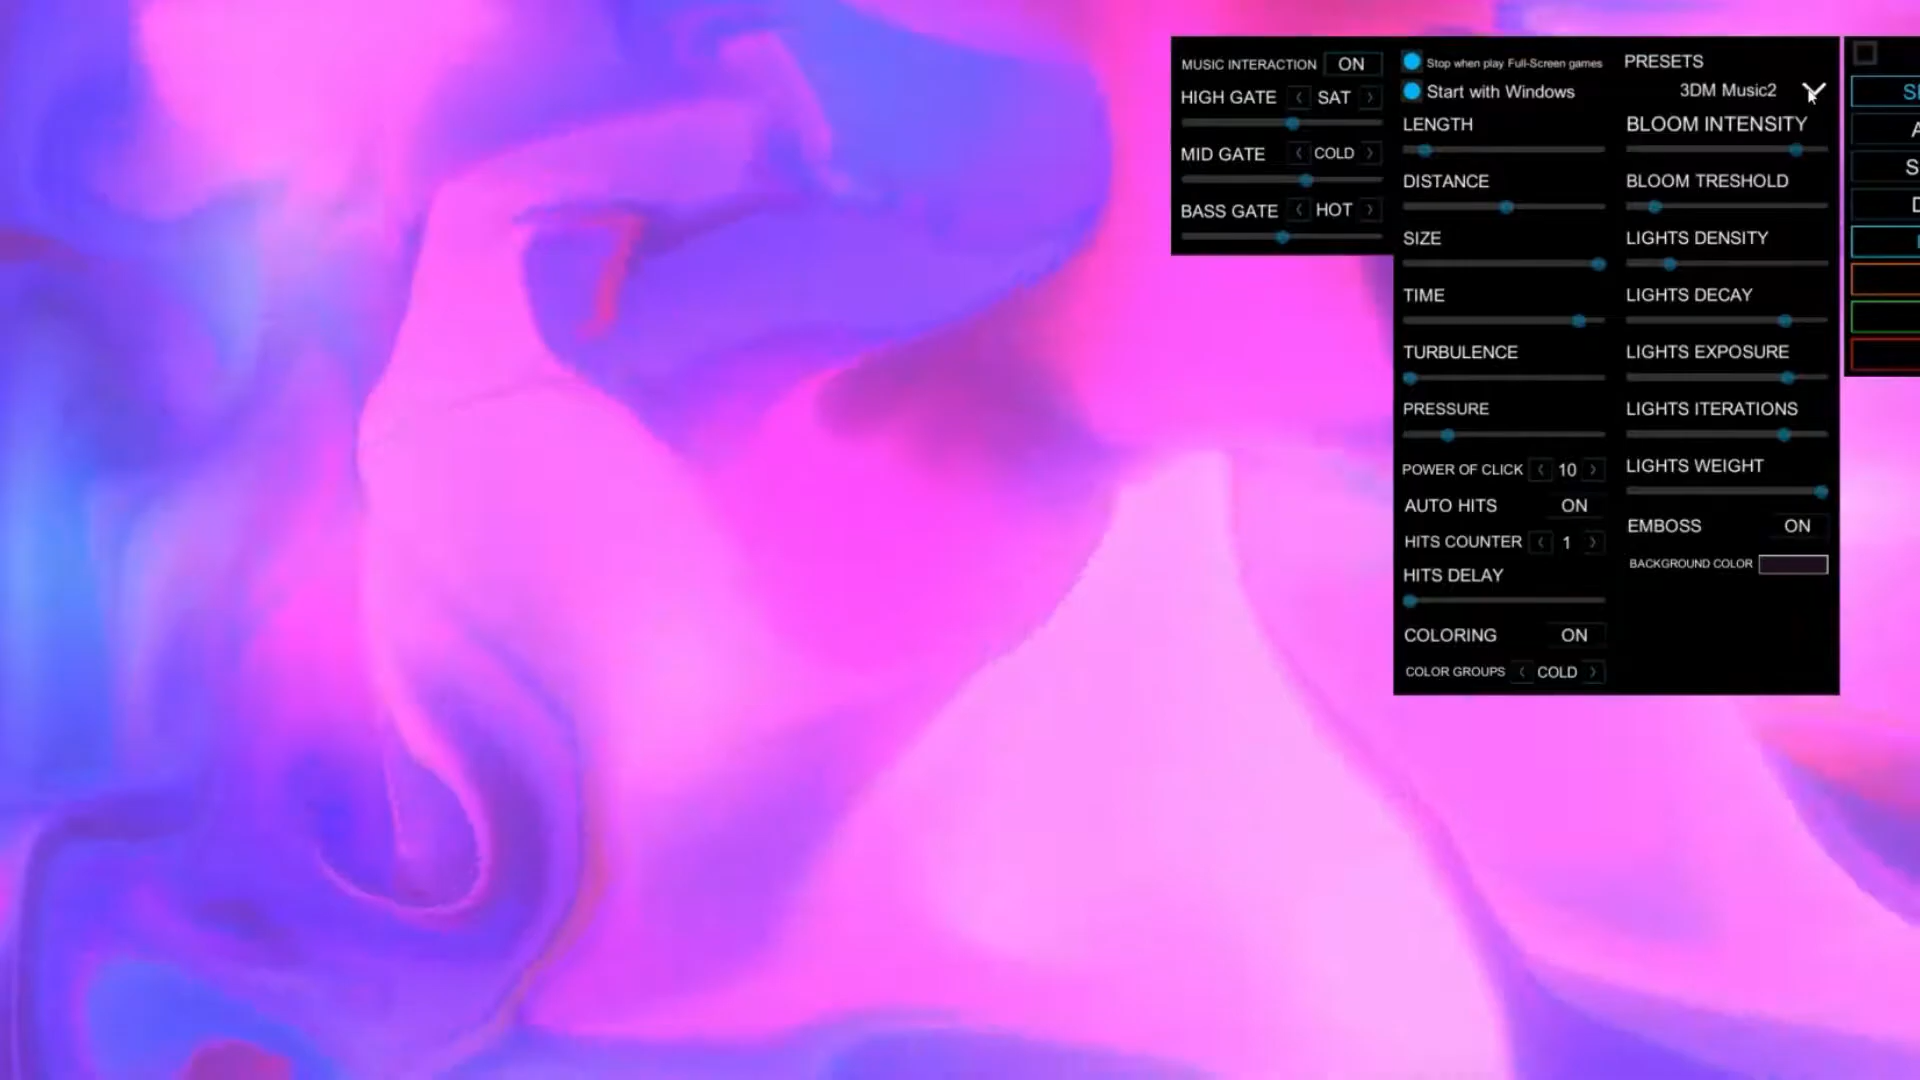 MUSIC INTERACTION ON
HIGH GATE < SAT >
MID GATE < COLD >
BASS GATE < HOT >
Stop when play Full-Screen games
Start with Windows
LENGTH
DISTANCE
SIZE
TIME
TURBULENCE
PRESSURE
POWER OF CLICK < 10 >
AUTO HITS ON
HITS COUNTER < 1 >
HITS DELAY
COLORING ON
COLOR GROUPS < COLD >
PRESETS
3DM Music2
BLOOM INTENSITY
BLOOM TRESHOLD
LIGHTS DENSITY
LIGHTS DECAY
LIGHTS EXPOSURE
LIGHTS ITERATIONS
LIGHTS WEIGHT
EMBOSS ON
BACKGROUND COLOR